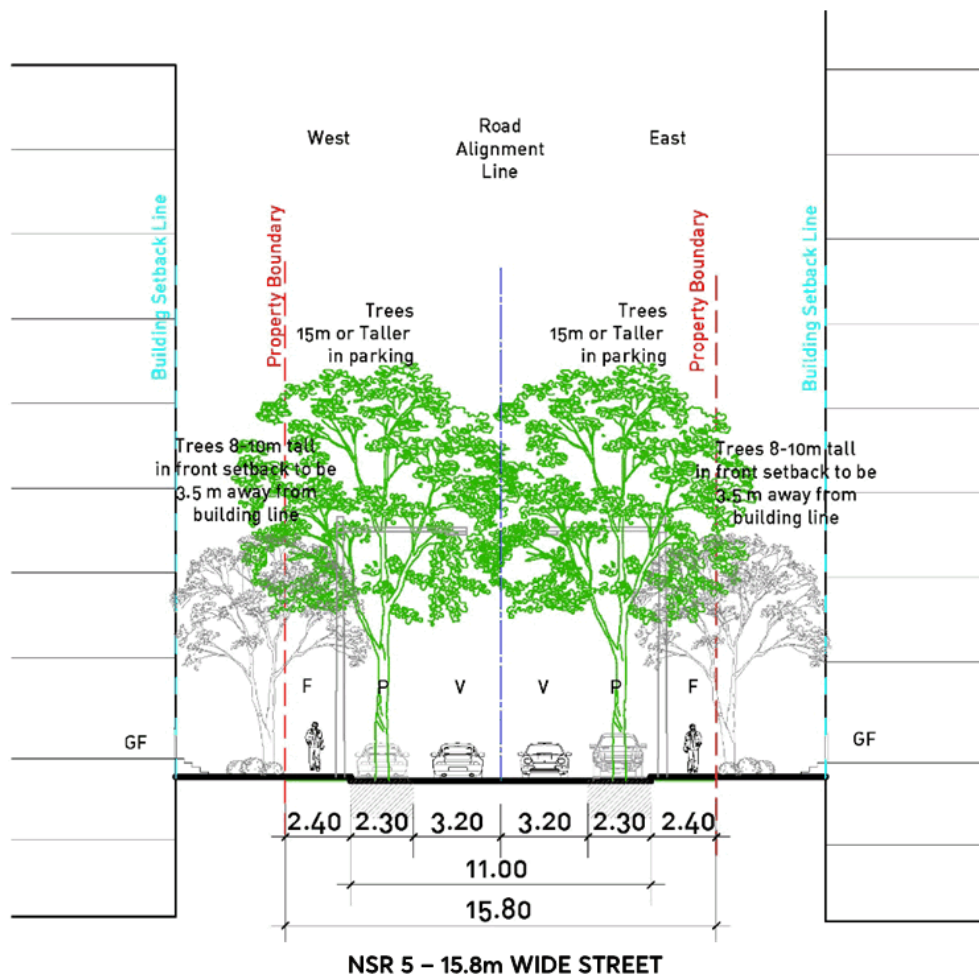 West
Road
Alignment
Line
East
Building Setback Line
Property Boundary
Property Boundary
Building Setback Line
Trees
15m or Taller
in parking
Trees
15m or Taller
in parking
Trees 8-10m tall
in front setback to be
3.5 m away from
building line
Trees 8-10m tall
in front setback to be
3.5 m away from
building line
F P V V P F
GF
GF
2.40 2.30 3.20 3.20 2.30 2.40
11.00
15.80
NSR 5 – 15.8m WIDE STREET